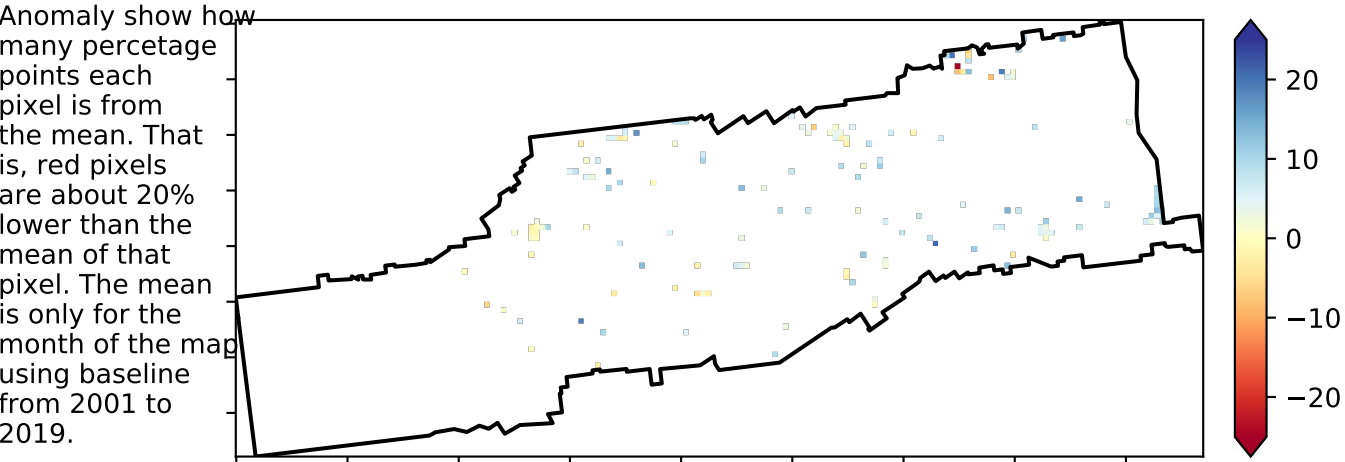 Anomaly show how
many percetage
points each
pixel is from
the mean. That
is, red pixels
are about 20%
lower than the
mean of that
pixel. The mean
is only for the
month of the map
using baseline
from 2001 to
2019.
20
10
0
−10
−20